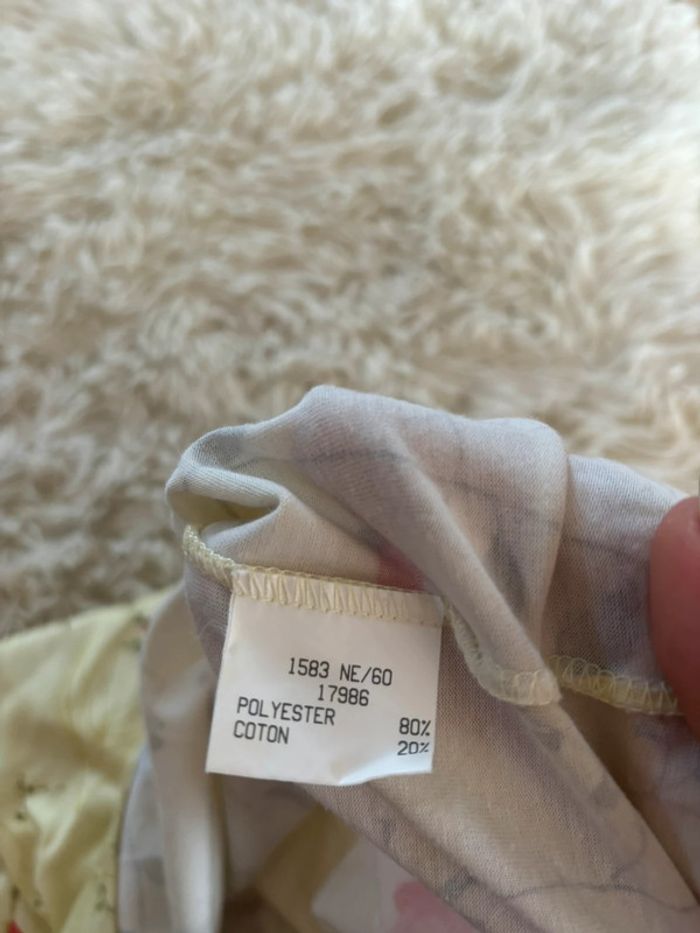 1583 NE/60
17986
POLYESTER 80%
COTON 20%